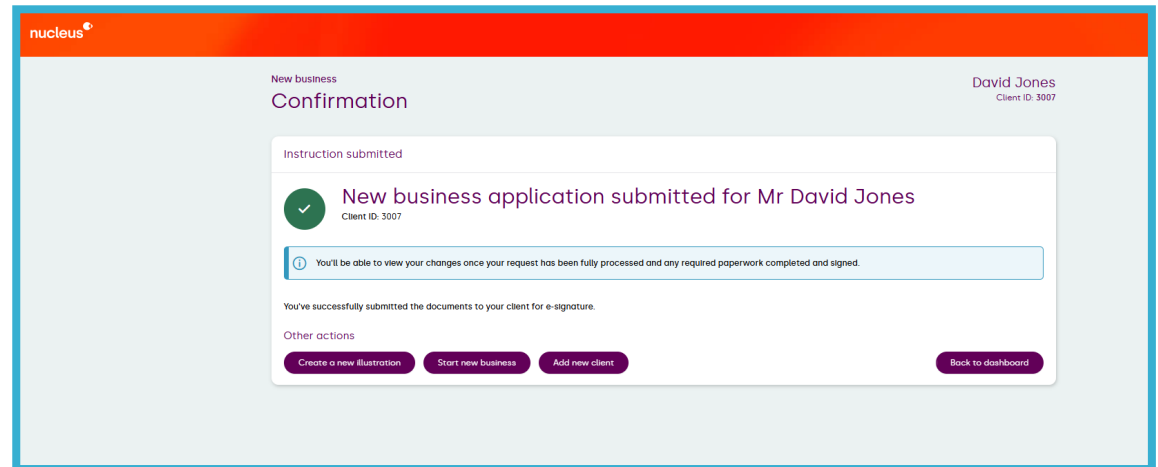 nucleus
New business
Confirmation
David Jones
Client ID: 3007
Instruction submitted
New business application submitted for Mr David Jones
Client ID: 3007
You'll be able to view your changes once your request has been fully processed and any required paperwork completed and signed.
You've successfully submitted the documents to your client for e-signature.
Other actions
Create a new illustration
Start new business
Add new client
Back to dashboard